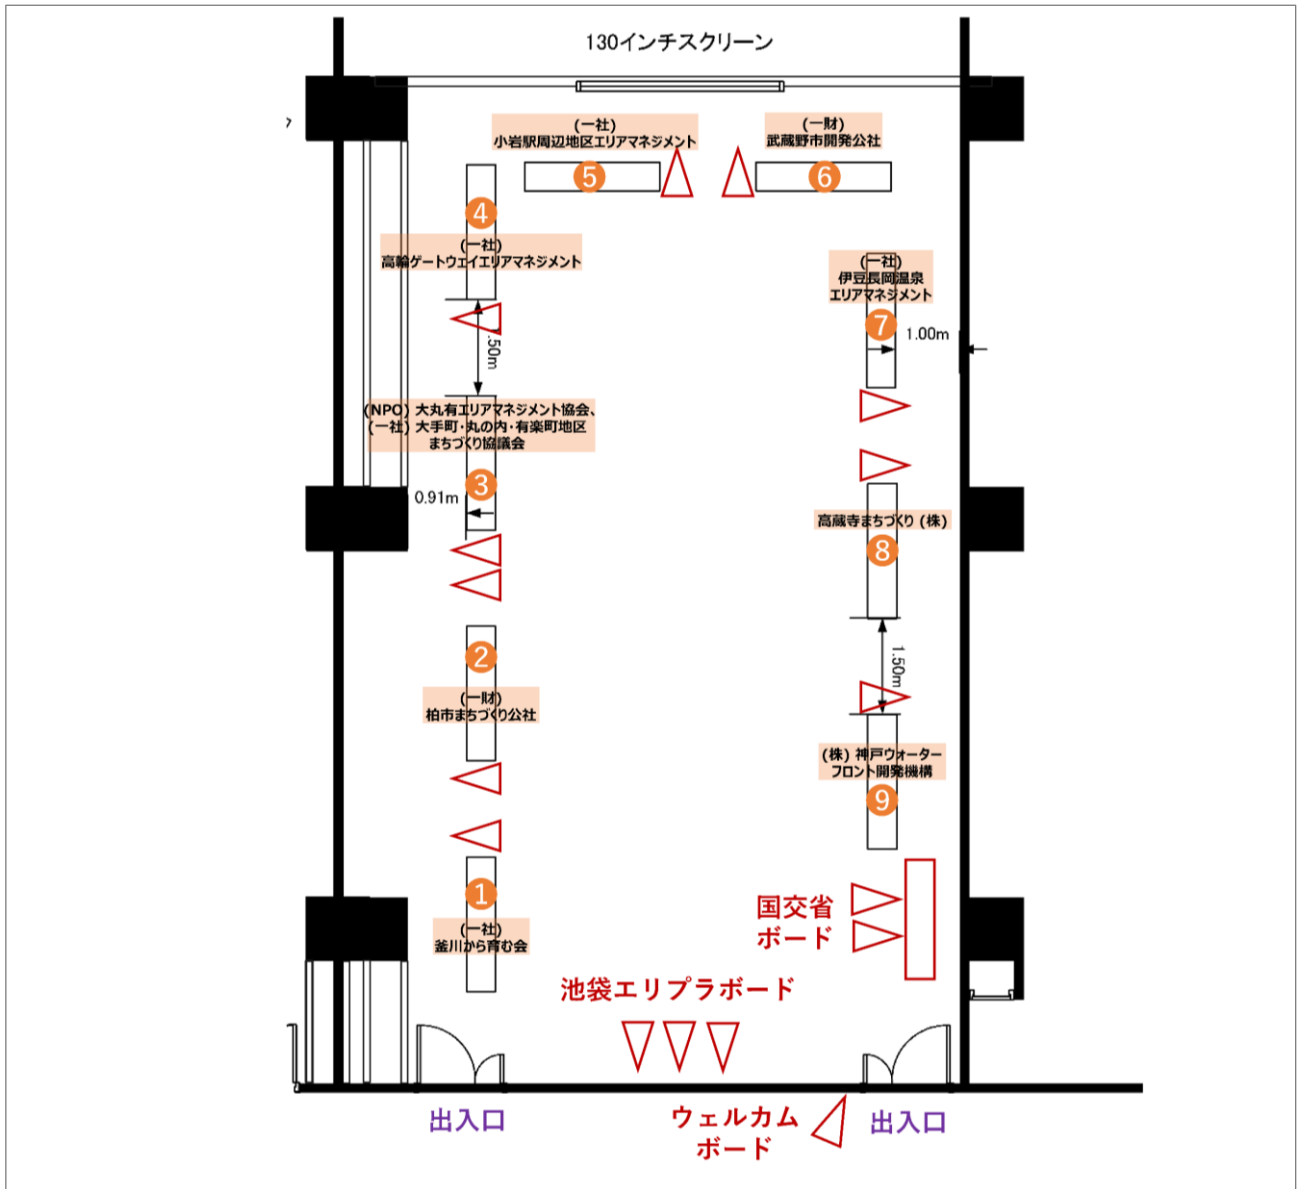 130インチスクリーン
(一社)
小岩駅周辺地区エリアマネジメント
(一財)
武蔵野市開発公社
5
6
4
(一社)
高輪ゲートウェイエリアマネジメント
(一社)
伊豆長岡温泉
エリアマネジメント
7
1.00m
.50m
(NPO) 大丸有エリアマネジメント協会、
(一社) 大手町・丸の内・有楽町地区
まちづくり協議会
3
0.91m
高蔵寺まちづくり (株)
8
2
(一財)
柏市まちづくり公社
1.50m
(株) 神戸ウォーター
フロント開発機構
9
1
(一社)
釜川から育む会
国交省
ボード
池袋エリプラボード
出入口
ウェルカム
ボード
出入口